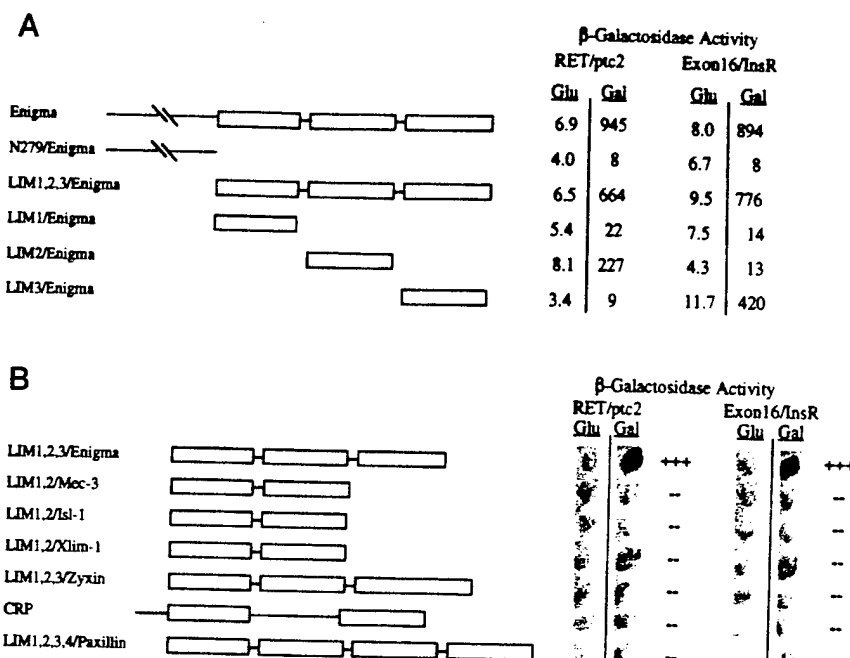 A
β-Galactosidase Activity
RET/ptc2 Exon16/InsR
Glu Gal Glu Gal
Enigma 6.9 945 8.0 894
N279/Enigma 4.0 8 6.7 8
LIM1,2,3/Enigma 6.5 664 9.5 776
LIM1/Enigma 5.4 22 7.5 14
LIM2/Enigma 8.1 227 4.3 13
LIM3/Enigma 3.4 9 11.7 420
B
β-Galactosidase Activity
RET/ptc2 Exon16/InsR
Glu Gal Glu Gal
LIM1,2,3/Enigma +++ +++
LIM1,2/Mec-3 -- --
LIM1,2/Isl-1 -- --
LIM1,2/Xlim-1 -- --
LIM1,2,3/Zyxin -- --
CRP -- --
LIM1,2,3,4/Paxillin -- --